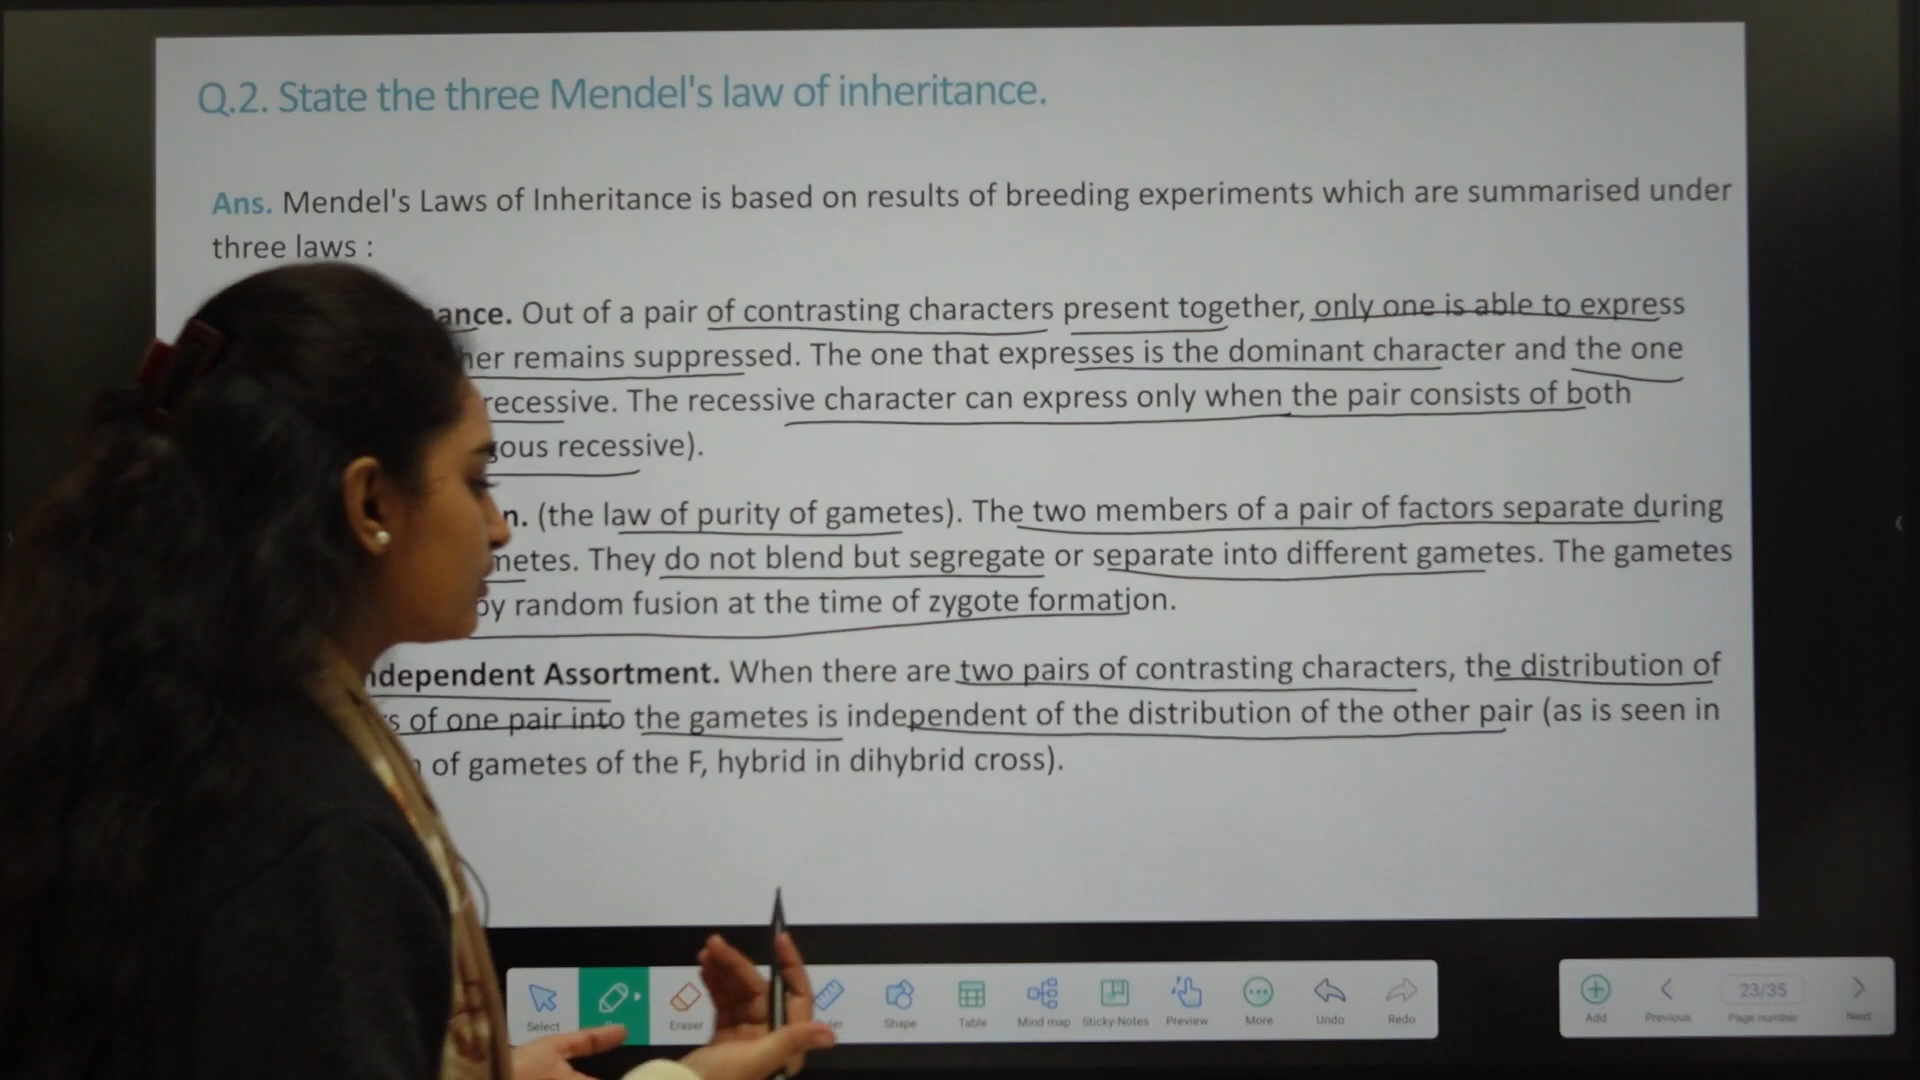 Q.2. State the three Mendel's law of inheritance.
Ans. Mendel's Laws of Inheritance is based on results of breeding experiments which are summarised under
three laws :
ance. Out of a pair of contrasting characters present together, only one is able to express
her remains suppressed. The one that expresses is the dominant character and the one
recessive. The recessive character can express only when the pair consists of both
gous recessive).
n. (the law of purity of gametes). The two members of a pair of factors separate during
metes. They do not blend but segregate or separate into different gametes. The gametes
by random fusion at the time of zygote formation.
ndependent Assortment. When there are two pairs of contrasting characters, the distribution of
s of one pair into the gametes is independent of the distribution of the other pair (as is seen in
of gametes of the F, hybrid in dihybrid cross).
Select Eraser Shape Table Mind map Sticky-Notes Preview More Undo Redo
23/35
Add Previous Page number Next